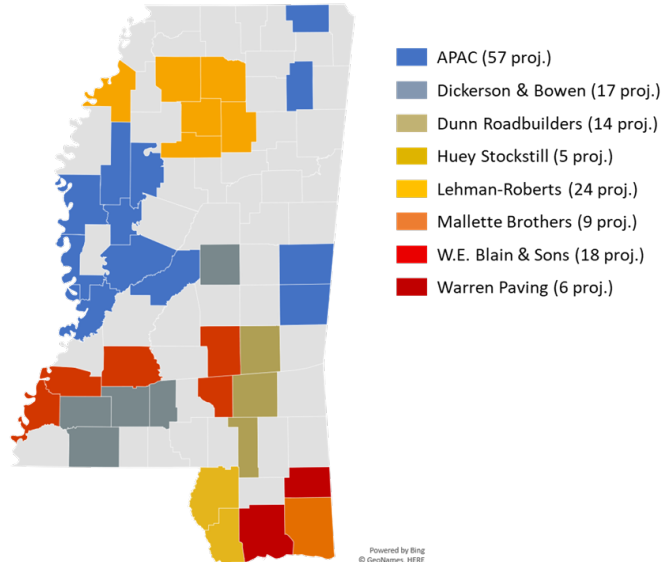 APAC (57 proj.)
Dickerson & Bowen (17 proj.)
Dunn Roadbuilders (14 proj.)
Huey Stockstill (5 proj.)
Lehman-Roberts (24 proj.)
Mallette Brothers (9 proj.)
W.E. Blain & Sons (18 proj.)
Warren Paving (6 proj.)
Powered by Bing
© GeoNames, HERE